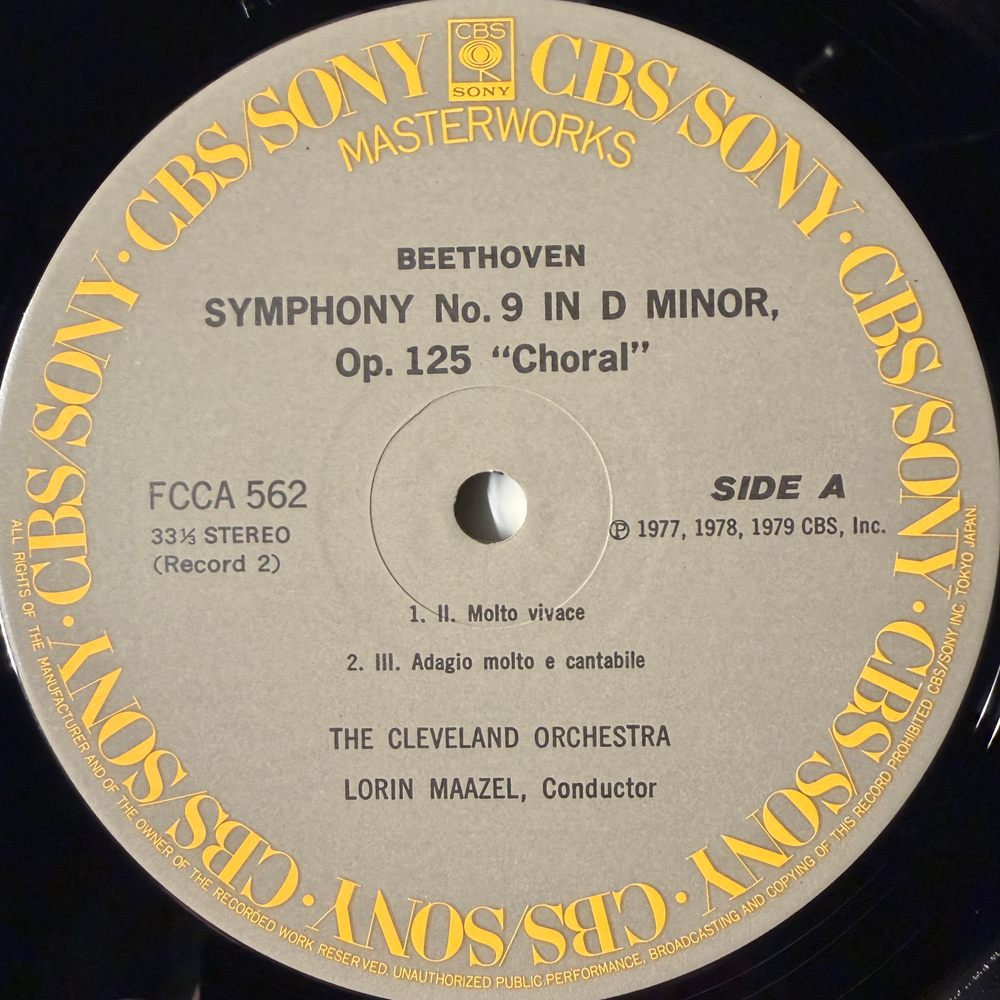 CBS
SONY
CBS/SONY · CBS/SONY · CBS/SONY · CBS/SONY · CBS/SONY · CBS/SONY · CBS/SONY · CBS/SONY
MASTERWORKS
BEETHOVEN
SYMPHONY No. 9 IN D MINOR,
Op. 125 “Choral”
FCCA 562
33⅓ STEREO
(Record 2)
SIDE A
℗ 1977, 1978, 1979 CBS, Inc.
1. II. Molto vivace
2. III. Adagio molto e cantabile
THE CLEVELAND ORCHESTRA
LORIN MAAZEL, Conductor
ALL RIGHTS OF THE MANUFACTURER AND OF THE OWNER OF THE RECORDED WORK RESERVED. UNAUTHORIZED PUBLIC PERFORMANCE, BROADCASTING AND COPYING OF THIS RECORD PROHIBITED CBS/SONY INC. TOKYO JAPAN.